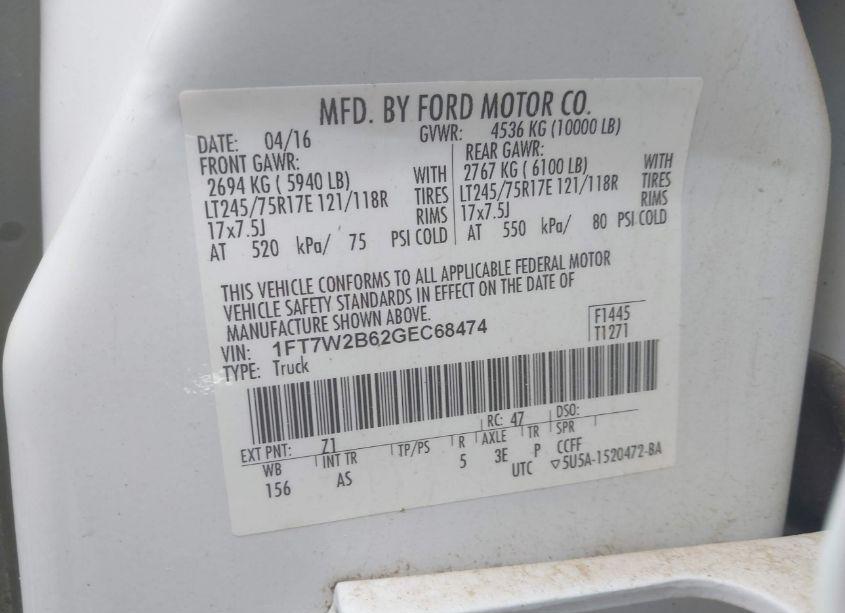 MFD. BY FORD MOTOR CO.
DATE: 04/16 GVWR: 4536 KG (10000 LB)
FRONT GAWR: REAR GAWR:
2694 KG ( 5940 LB) WITH 2767 KG ( 6100 LB) WITH
LT245/75R17E 121/118R TIRES LT245/75R17E 121/118R TIRES
17x7.5J RIMS 17x7.5J RIMS
AT 520 kPa/ 75 PSI COLD AT 550 kPa/ 80 PSI COLD
THIS VEHICLE CONFORMS TO ALL APPLICABLE FEDERAL MOTOR
VEHICLE SAFETY STANDARDS IN EFFECT ON THE DATE OF
MANUFACTURE SHOWN ABOVE.
VIN: 1FT7W2B62GEC68474 F1445
TYPE: Truck T1271
EXT PNT: Z1 RC: 47 DSO:
WB INT TR TP/PS R AXLE TR SPR
156 AS 5 3E P CCFF
UTC ▽5U5A-1520472-BA